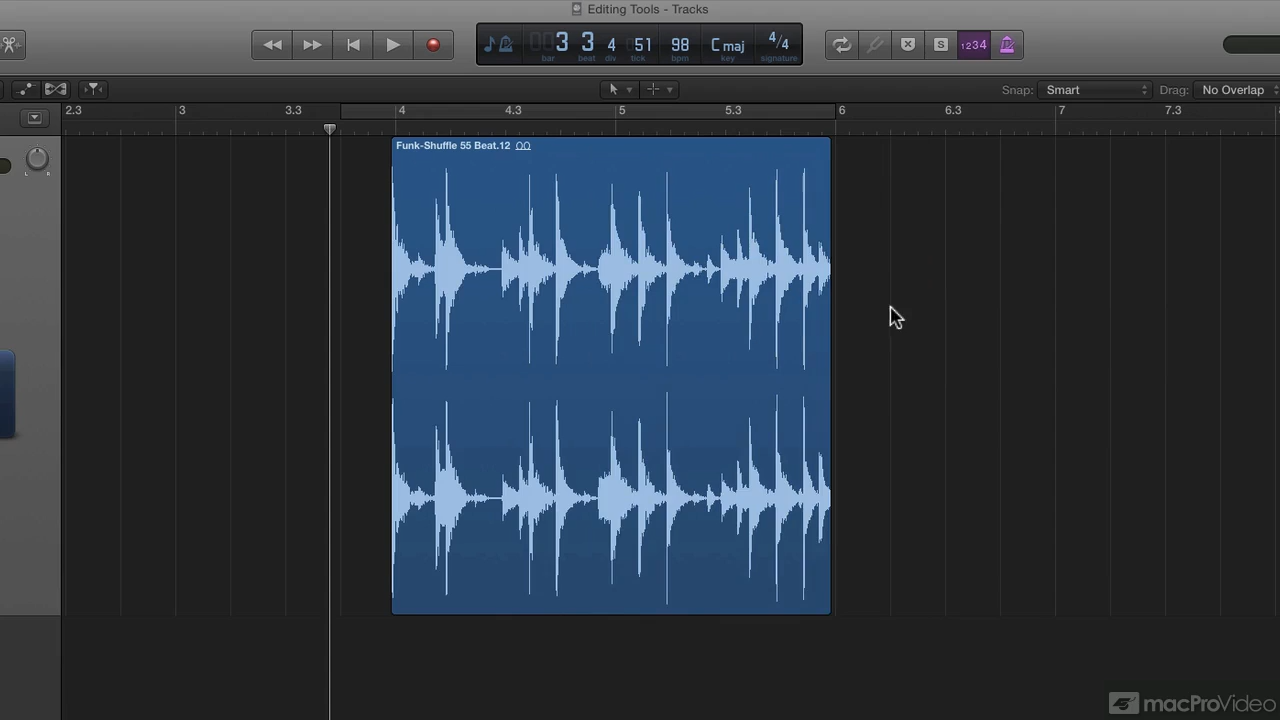 Editing Tools - Tracks
3 3 4 51 98 C maj 4/4
bar beat div tick bpm key signature
S 1234
Snap: Smart Drag: No Overlap
2.3 3 3.3 4 4.3 5 5.3 6 6.3 7 7.3
L R
Funk-Shuffle 55 Beat.12
macProVideo